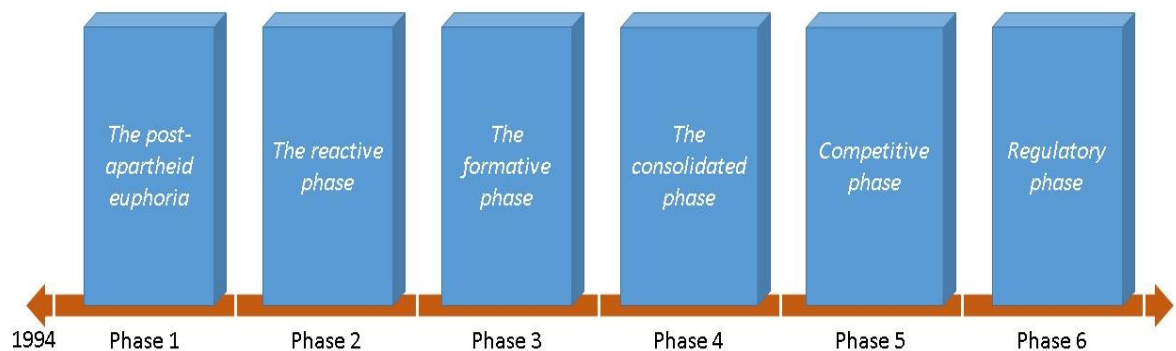 The post-
apartheid
euphoria
The reactive
phase
The
formative
phase
The
consolidated
phase
Competitive
phase
Regulatory
phase
1994
Phase 1
Phase 2
Phase 3
Phase 4
Phase 5
Phase 6